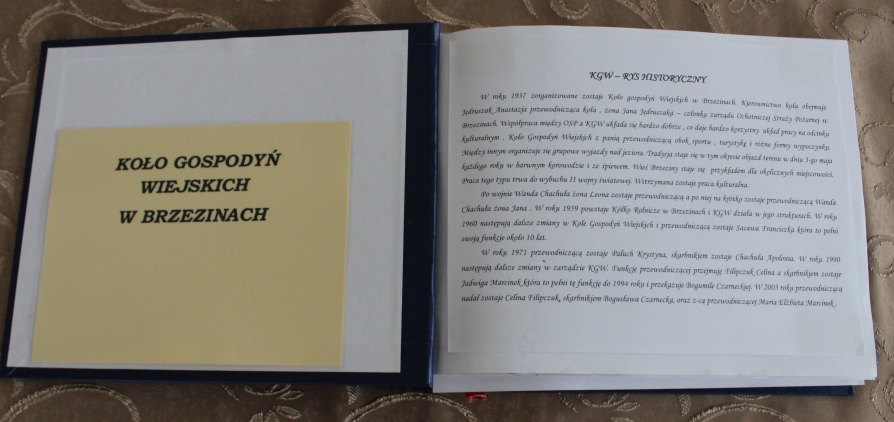 KOŁO GOSPODYŃ
WIEJSKICH
W BRZEZINACH
KGW – RYS HISTORYCZNY
W roku 1937 zorganizowane zostaje Koło gospodyń Wiejskich w Brzezinach. Kierownictwo koła obejmuje
Jędruszak Anastazja przewodnicząca koła , żona Jana Jędruszaka – członka zarządu Ochotniczej Straży Pożarnej w
Brzezinach. Współpraca między OSP a KGW układa się bardzo dobrze , co daje bardzo korzystny układ pracy na odcinku
kulturalnym . Koło Gospodyń Wiejskich z panią przewodniczącą obok sportu , turystykę i różne formy wypoczynku.
Między innym organizuje się grupowe wyjazdy nad jeziora. Tradycja staje się w tym okresie objazd terenu w dniu 3-go maja
każdego roku w barwnym korowodzie i ze śpiewem. Wieś Brzeziny staje się przykładem dla okolicznych miejscowości.
Praca tego typu trwa do wybuchu II wojny światowej. Wstrzymana zostaje praca kulturalna.
Po wojnie Wanda Chachuła żona Leona zostaje przewodniczącą a po niej na krótko zostaje przewodniczącą Wanda
Chachuła żona Jana . W roku 1959 powstaje Kółko Rolnicze w Brzezinach i KGW działa w jego strukturach. W roku
1960 następują dalsze zmiany w Kole Gospodyń Wiejskich i przewodniczącą zostaje Sacawa Franciszka która to pełni
swoją funkcje około 10 lat.
W roku 1971 przewodniczącą zostaje Paluch Krystyna, skarbnikiem zostaje Chachuła Apolonia. W roku 1990
następują dalsze zmiany w zarządzie KGW. Funkcje przewodniczącej przejmuje Filipczuk Celina a skarbnikiem zostaje
Jadwiga Marcinek która to pełni tę funkcję do 1994 roku i przekazuje Bogumile Czarneckiej. W 2003 roku przewodniczącą
nadal zostaje Celina Filipczuk, skarbnikiem Bogusława Czarnecka, oraz z-cą przewodniczącej Maria Elżbieta Marcinek .